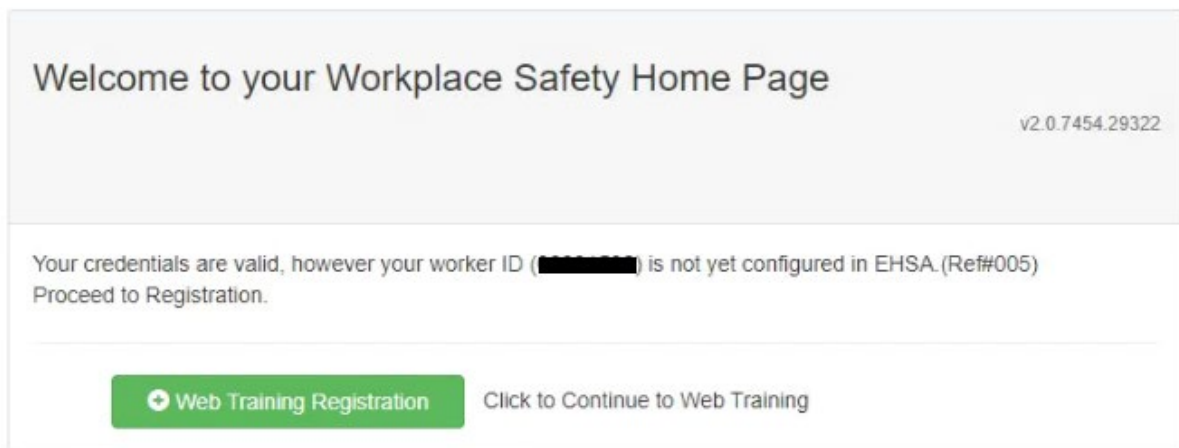 Welcome to your Workplace Safety Home Page
v2.0.7454.29322
Your credentials are valid, however your worker ID () is not yet configured in EHSA.(Ref#005)
Proceed to Registration.
Web Training Registration
Click to Continue to Web Training